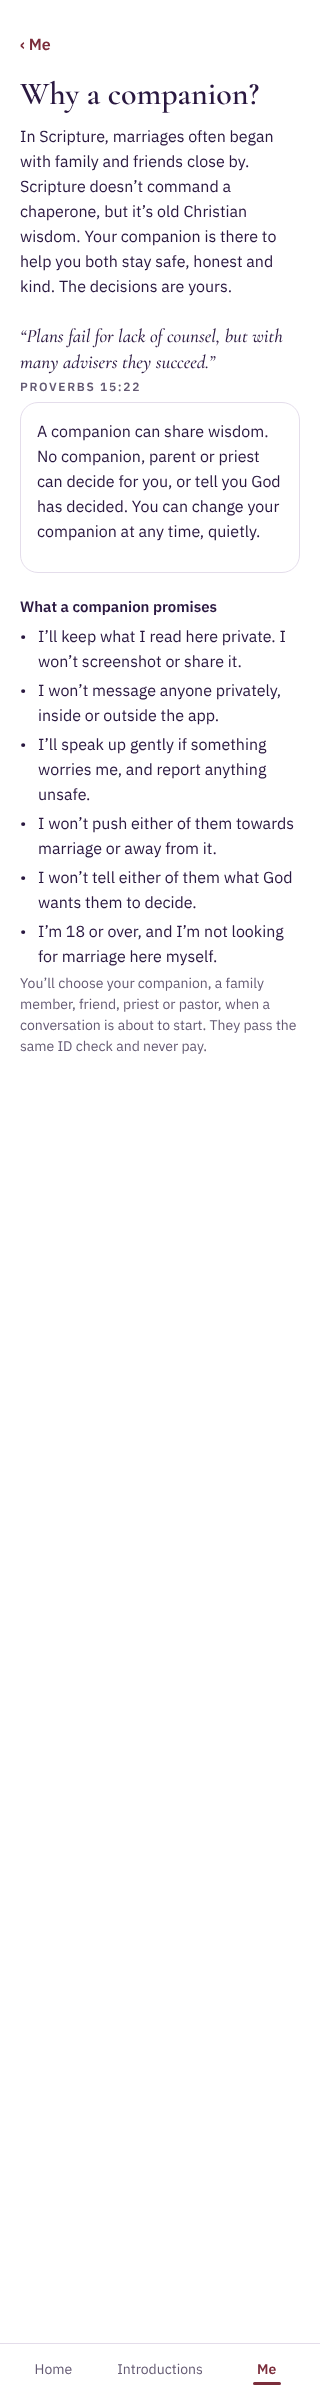 ‹ Me
Why a companion?
In Scripture, marriages often began
with family and friends close by.
Scripture doesn’t command a
chaperone, but it’s old Christian
wisdom. Your companion is there to
help you both stay safe, honest and
kind. The decisions are yours.
“Plans fail for lack of counsel, but with
many advisers they succeed.”
PROVERBS 15:22
A companion can share wisdom.
No companion, parent or priest
can decide for you, or tell you God
has decided. You can change your
companion at any time, quietly.
What a companion promises
• I’ll keep what I read here private. I
won’t screenshot or share it.
• I won’t message anyone privately,
inside or outside the app.
• I’ll speak up gently if something
worries me, and report anything
unsafe.
• I won’t push either of them towards
marriage or away from it.
• I won’t tell either of them what God
wants them to decide.
• I’m 18 or over, and I’m not looking
for marriage here myself.
You’ll choose your companion, a family
member, friend, priest or pastor, when a
conversation is about to start. They pass the
same ID check and never pay.
Home Introductions Me